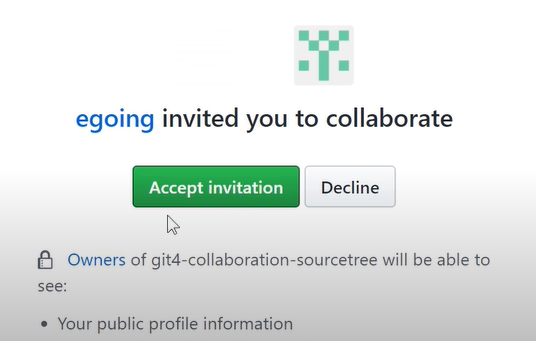 egoing invited you to collaborate
Accept invitation
Decline
Owners of git4-collaboration-sourcetree will be able to
see:
• Your public profile information